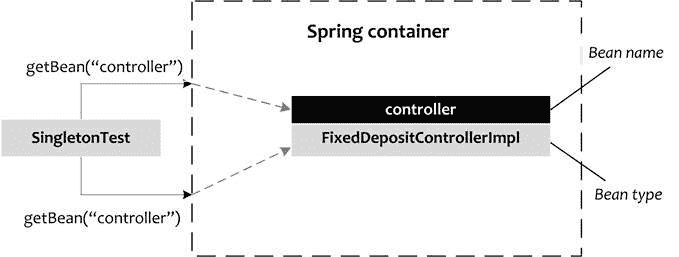 Spring container
Bean name
getBean(“controller”)
controller
SingletonTest
FixedDepositControllerImpl
Bean type
getBean(“controller”)